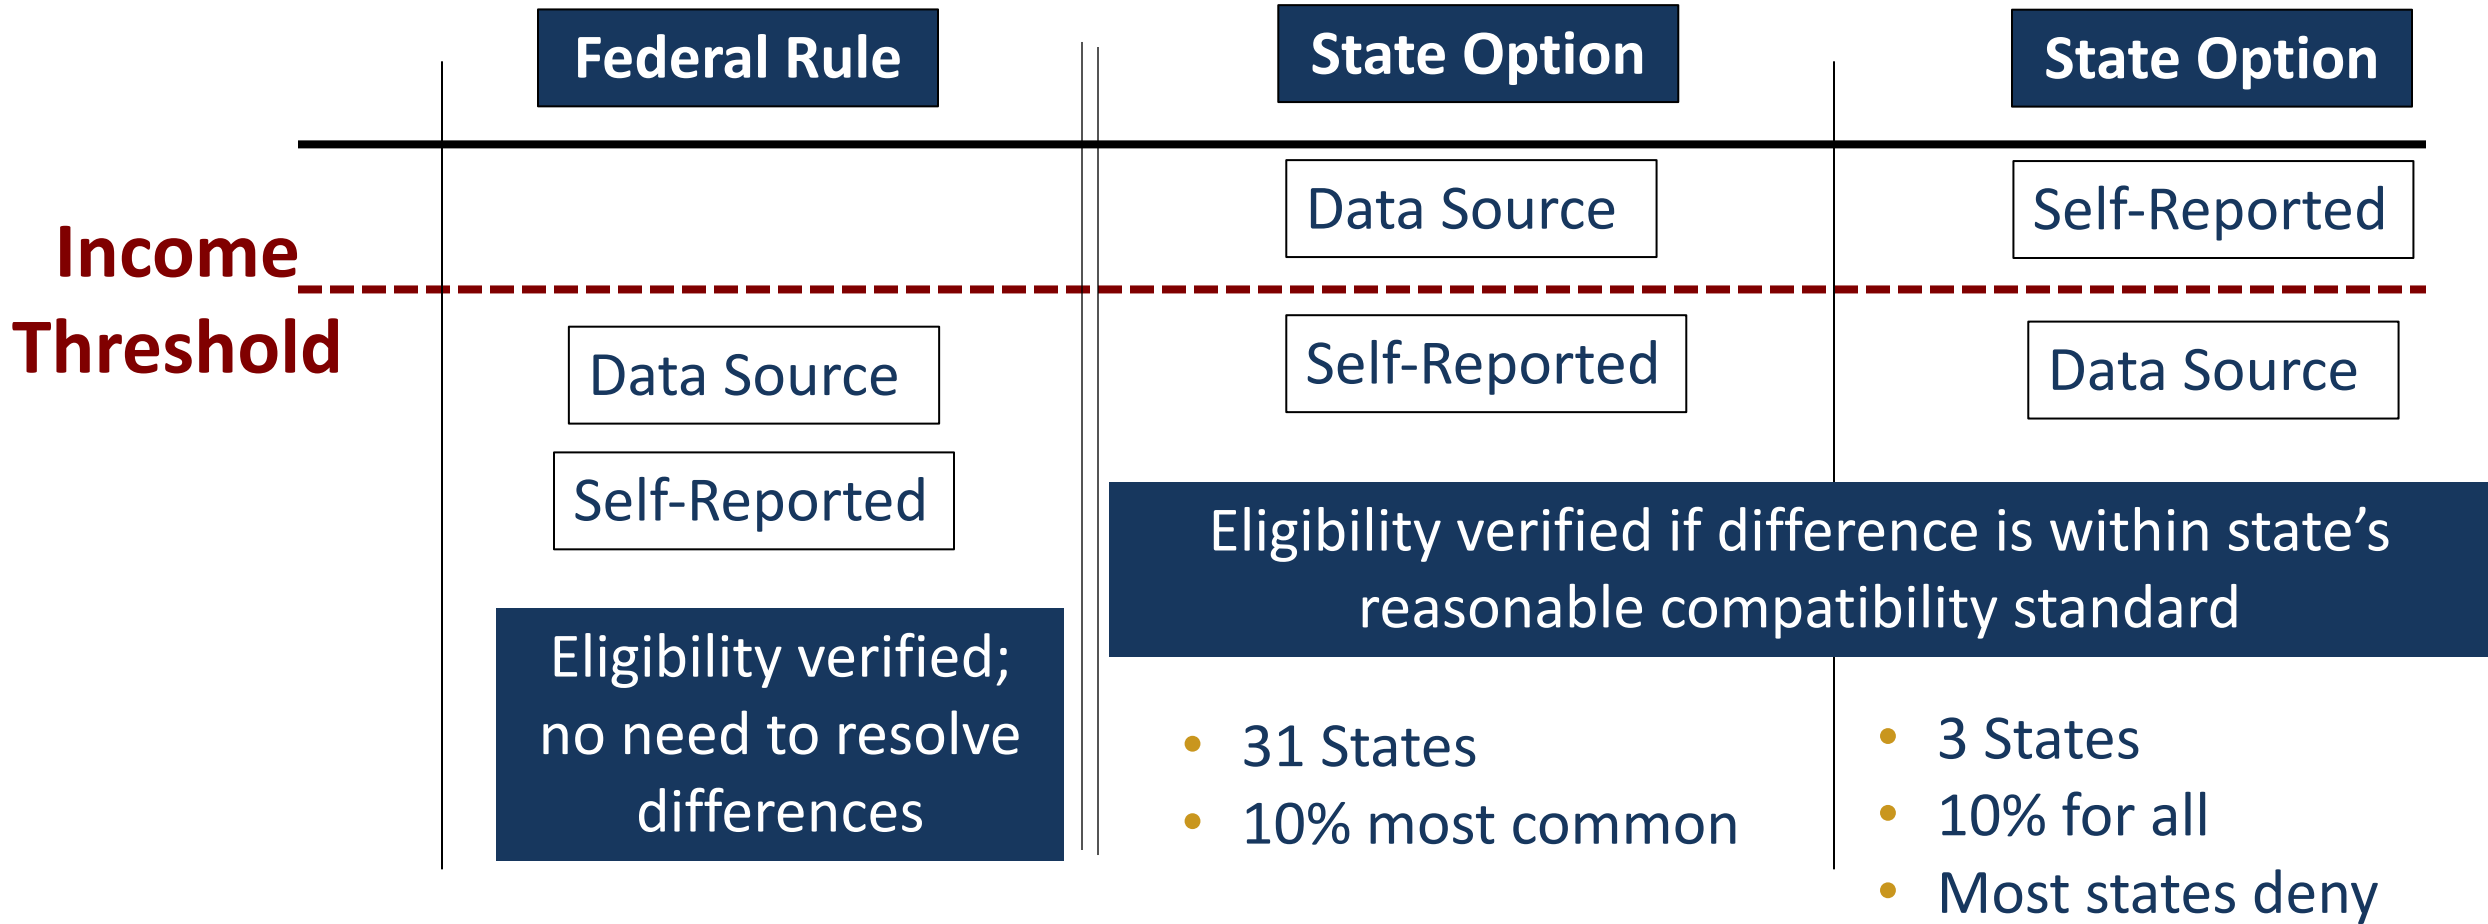 Federal Rule
State Option
State Option
Income
Threshold
Data Source
Self-Reported
Data Source
Self-Reported
Self-Reported
Data Source
Eligibility verified;
no need to resolve
differences
Eligibility verified if difference is within state’s
reasonable compatibility standard
• 31 States
• 10% most common
• 3 States
• 10% for all
• Most states deny